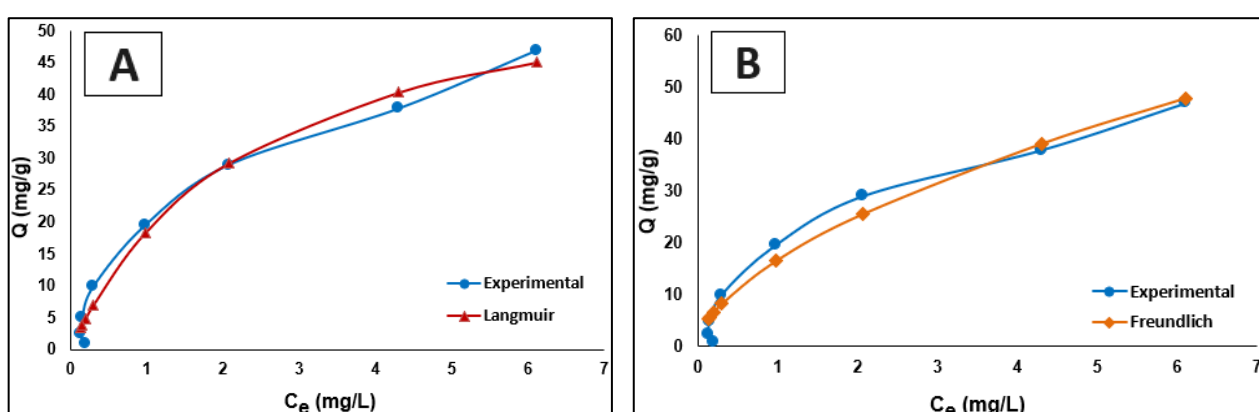 A
Q (mg/g)
50
45
40
35
30
25
20
15
10
5
0
0 1 2 3 4 5 6 7
Ce (mg/L)
Experimental
Langmuir
B
Q (mg/g)
60
50
40
30
20
10
0
0 1 2 3 4 5 6 7
Ce (mg/L)
Experimental
Freundlich